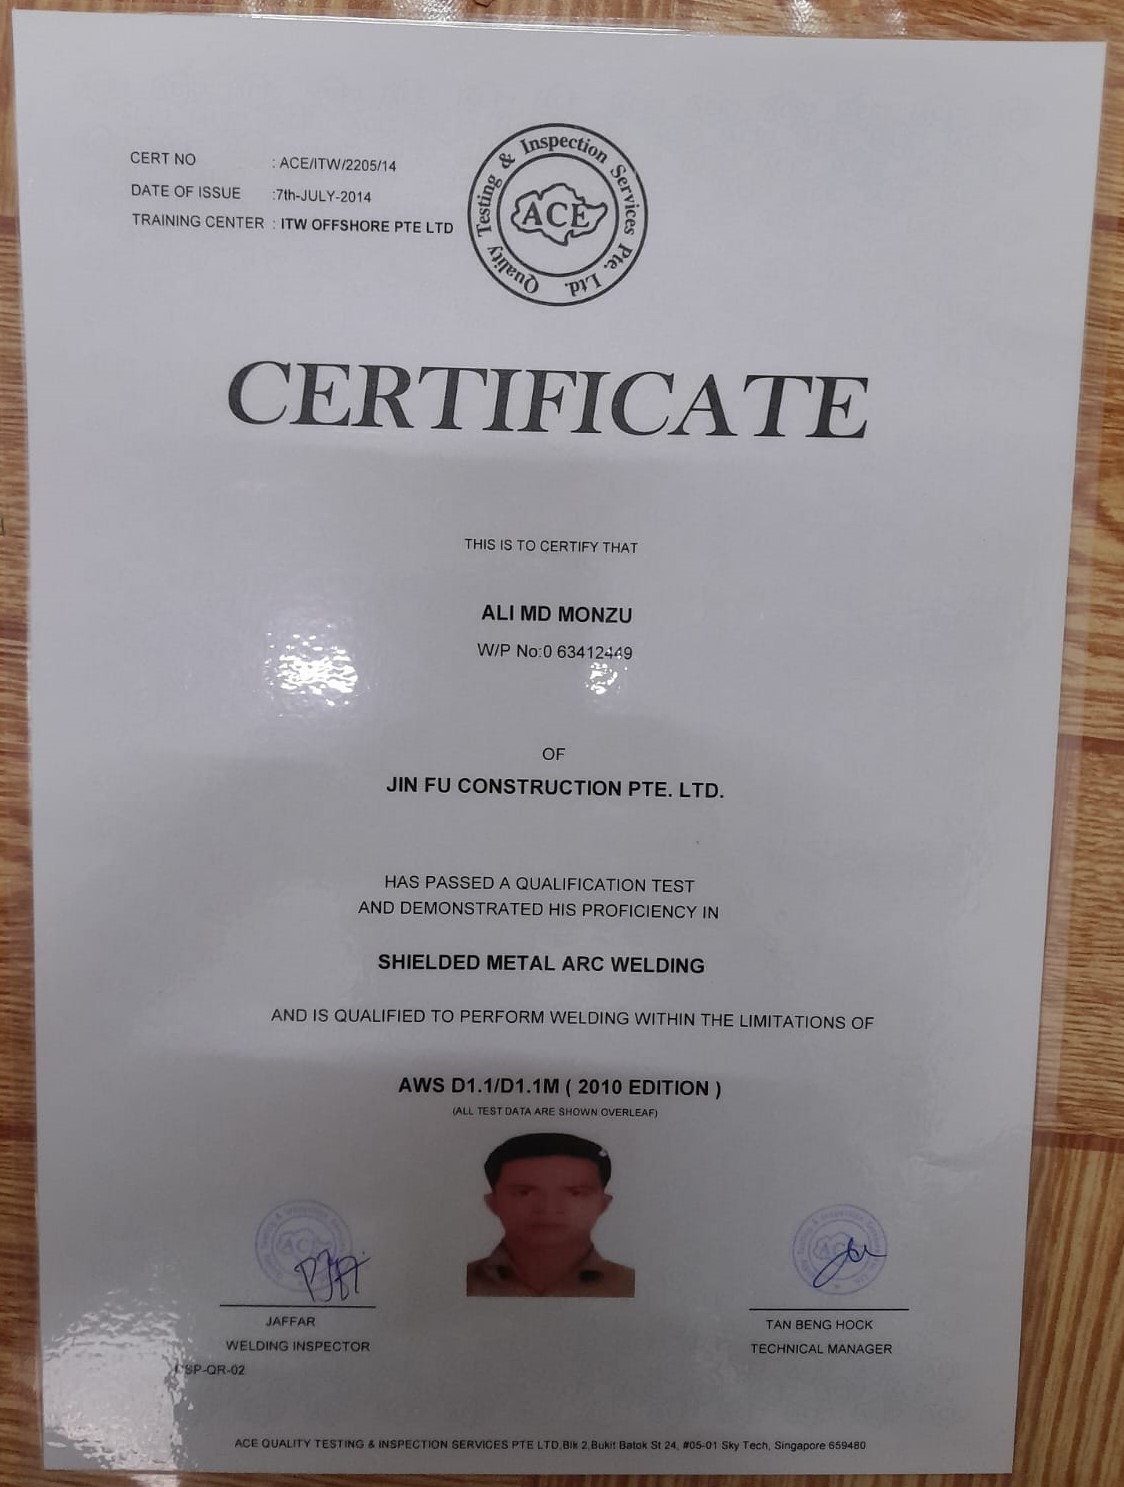 CERT NO : ACE/ITW/2205/14
DATE OF ISSUE :7th-JULY-2014
TRAINING CENTER : ITW OFFSHORE PTE LTD
Quality Testing & Inspection Services Pte. Ltd.
ACE
CERTIFICATE
THIS IS TO CERTIFY THAT
ALI MD MONZU
W/P No:0 63412449
OF
JIN FU CONSTRUCTION PTE. LTD.
HAS PASSED A QUALIFICATION TEST
AND DEMONSTRATED HIS PROFICIENCY IN
SHIELDED METAL ARC WELDING
AND IS QUALIFIED TO PERFORM WELDING WITHIN THE LIMITATIONS OF
AWS D1.1/D1.1M ( 2010 EDITION )
(ALL TEST DATA ARE SHOWN OVERLEAF)
JAFFAR
WELDING INSPECTOR
TAN BENG HOCK
TECHNICAL MANAGER
ACE QUALITY TESTING & INSPECTION SERVICES PTE LTD,Blk 2,Bukit Batok St 24, #05-01 Sky Tech, Singapore 659480